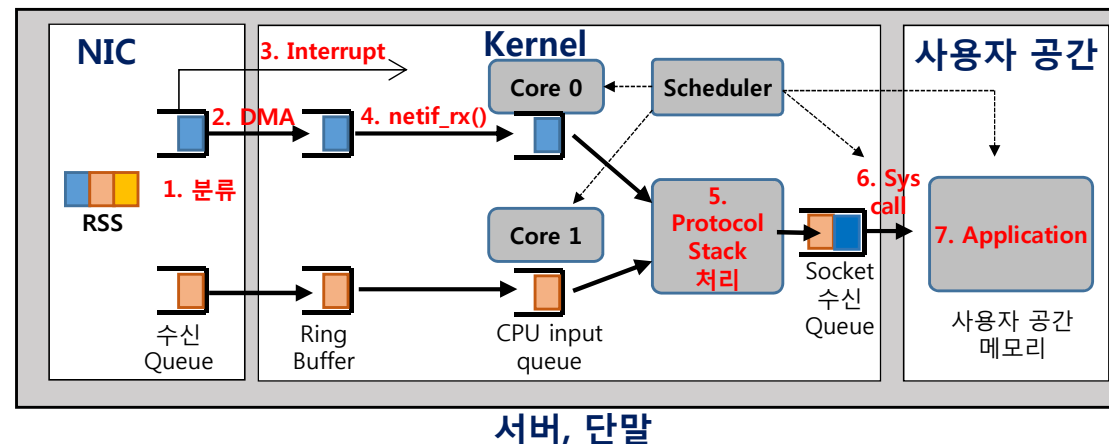 NIC
Kernel
사용자 공간
3. Interrupt
Core 0
Scheduler
2. DMA
4. netif_rx()
1. 분류
RSS
6. Sys
call
5.
Protocol
Stack
처리
7. Application
Core 1
수신
Queue
Ring
Buffer
CPU input
queue
Socket
수신
Queue
사용자 공간
메모리
서버, 단말